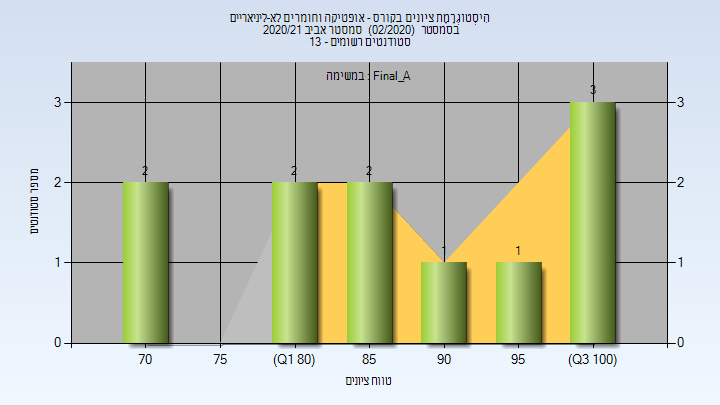 היסטוגרמת ציונים בקורס - אופטיקה וחומרים לא-ליניאריים
בסמסטר (02/2020) סמסטר אביב 2020/21
סטודנטים רשומים - 13
במשימה : Final_A
3
3 3
2 2 2
2 2
1 1
1 1
0 0
70 75 (Q1 80) 85 90 95 (Q3 100)
מספר סטודנטים
טווח ציונים